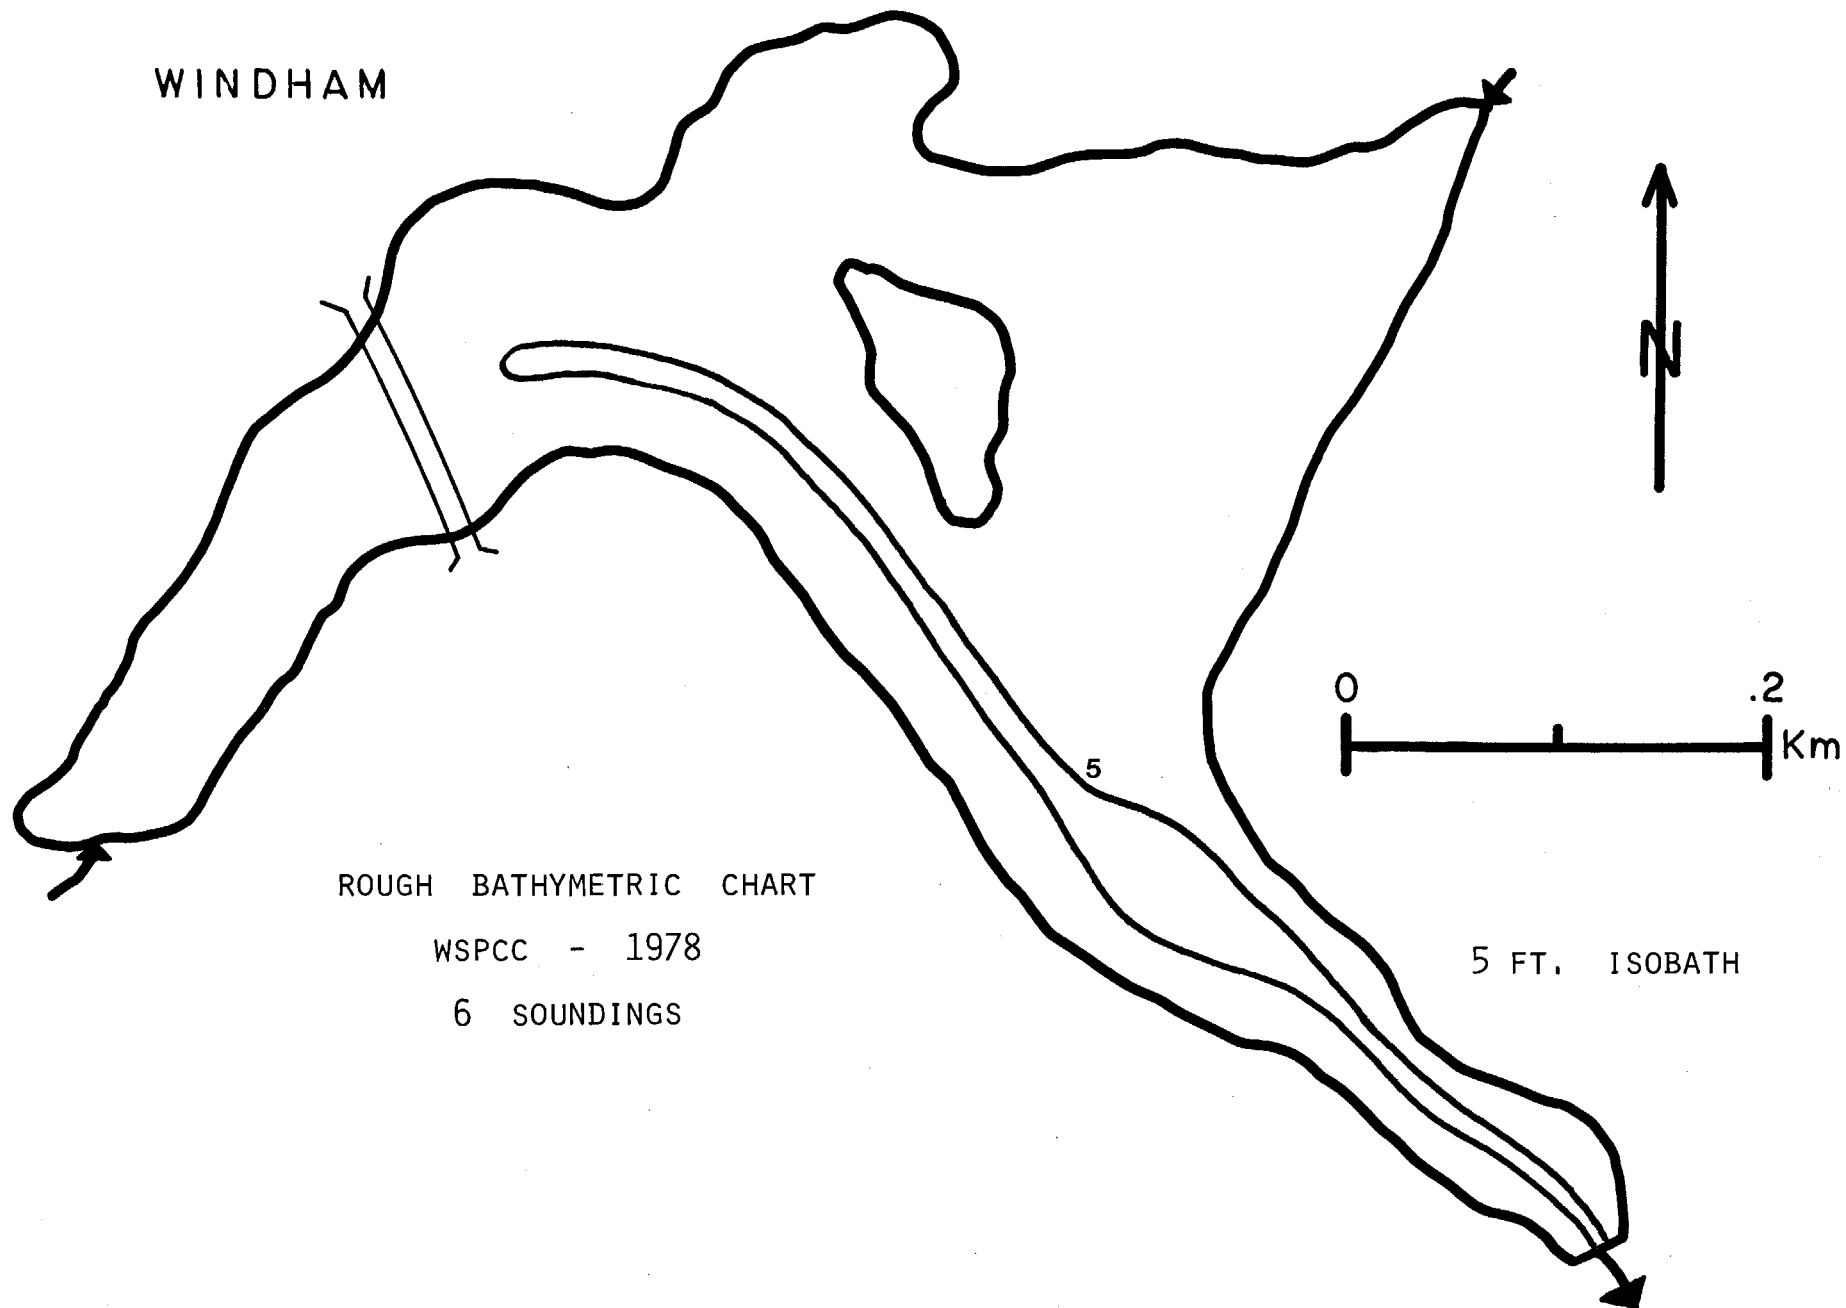 WINDHAM
N
0 .2
Km
5
ROUGH BATHYMETRIC CHART
WSPCC - 1978
6 SOUNDINGS
5 FT. ISOBATH